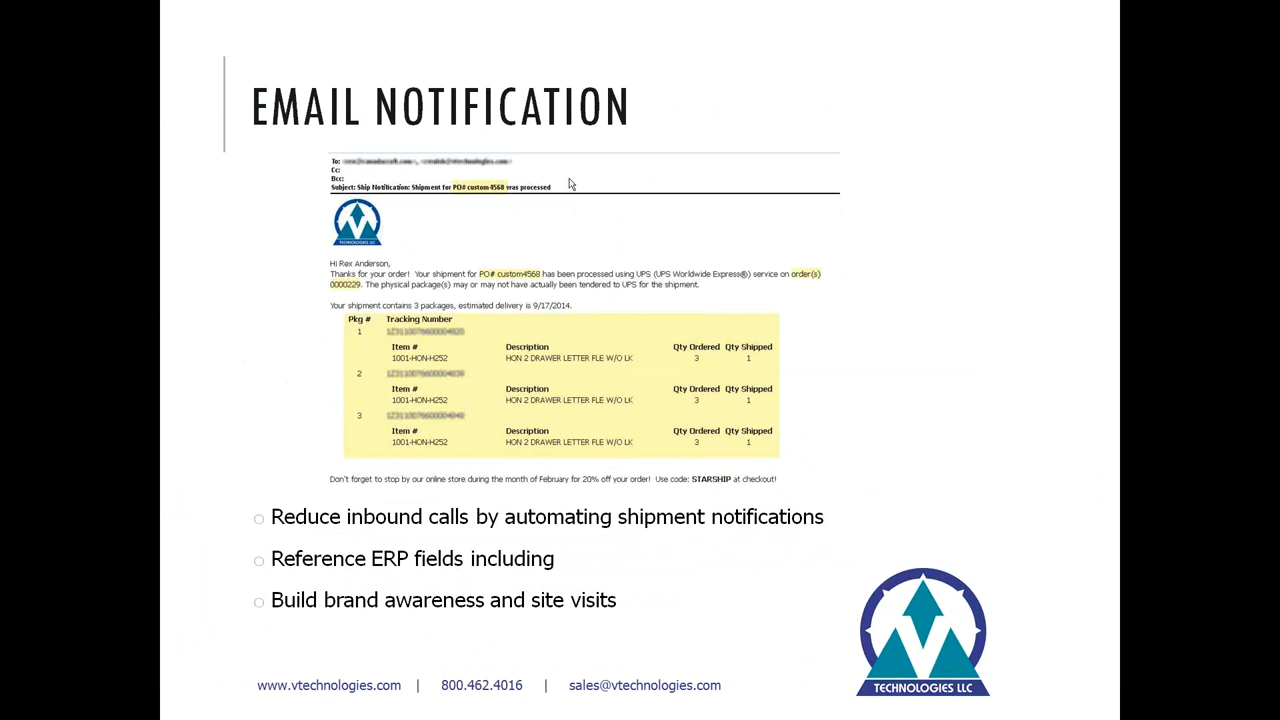 EMAIL NOTIFICATION
To:
Cc:
Bcc:
Subject: Ship Notification: Shipment for PO# custom4568 was processed
TECHNOLOGIES LLC
Hi Rex Anderson,
Thanks for your order! Your shipment for PO# custom4568 has been processed using UPS (UPS Worldwide Express®) service on order(s)
0000229. The physical package(s) may or may not have actually been tendered to UPS for the shipment.
Your shipment contains 3 packages, estimated delivery is 9/17/2014.
Pkg # Tracking Number
1
Item # Description Qty Ordered Qty Shipped
1001-HON-H252 HON 2 DRAWER LETTER FLE W/O LK 3 1
2
Item # Description Qty Ordered Qty Shipped
1001-HON-H252 HON 2 DRAWER LETTER FLE W/O LK 3 1
3
Item # Description Qty Ordered Qty Shipped
1001-HON-H252 HON 2 DRAWER LETTER FLE W/O LK 3 1
Don't forget to stop by our online store during the month of February for 20% off your order! Use code: STARSHIP at checkout!
Reduce inbound calls by automating shipment notifications
Reference ERP fields including
Build brand awareness and site visits
www.vtechnologies.com | 800.462.4016 | sales@vtechnologies.com
V
TECHNOLOGIES LLC